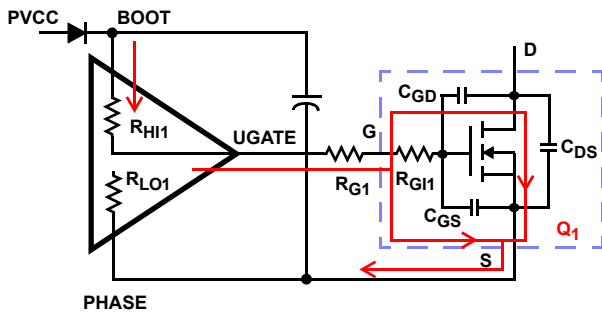 PVCC
BOOT
D
CGD
RHI1
UGATE
G
CDS
RLO1
RG1
RGI1
CGS
Q1
S
PHASE